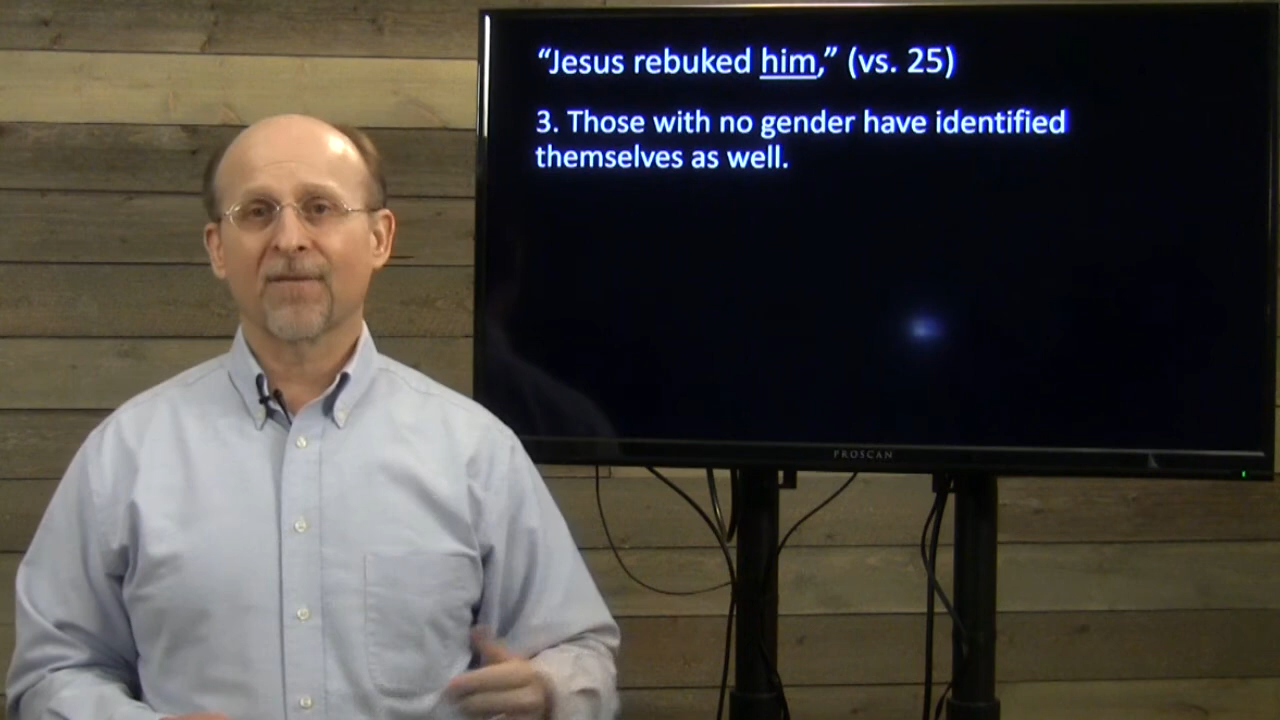 “Jesus rebuked him,” (vs. 25)
3. Those with no gender have identified
themselves as well.
PROSCAN